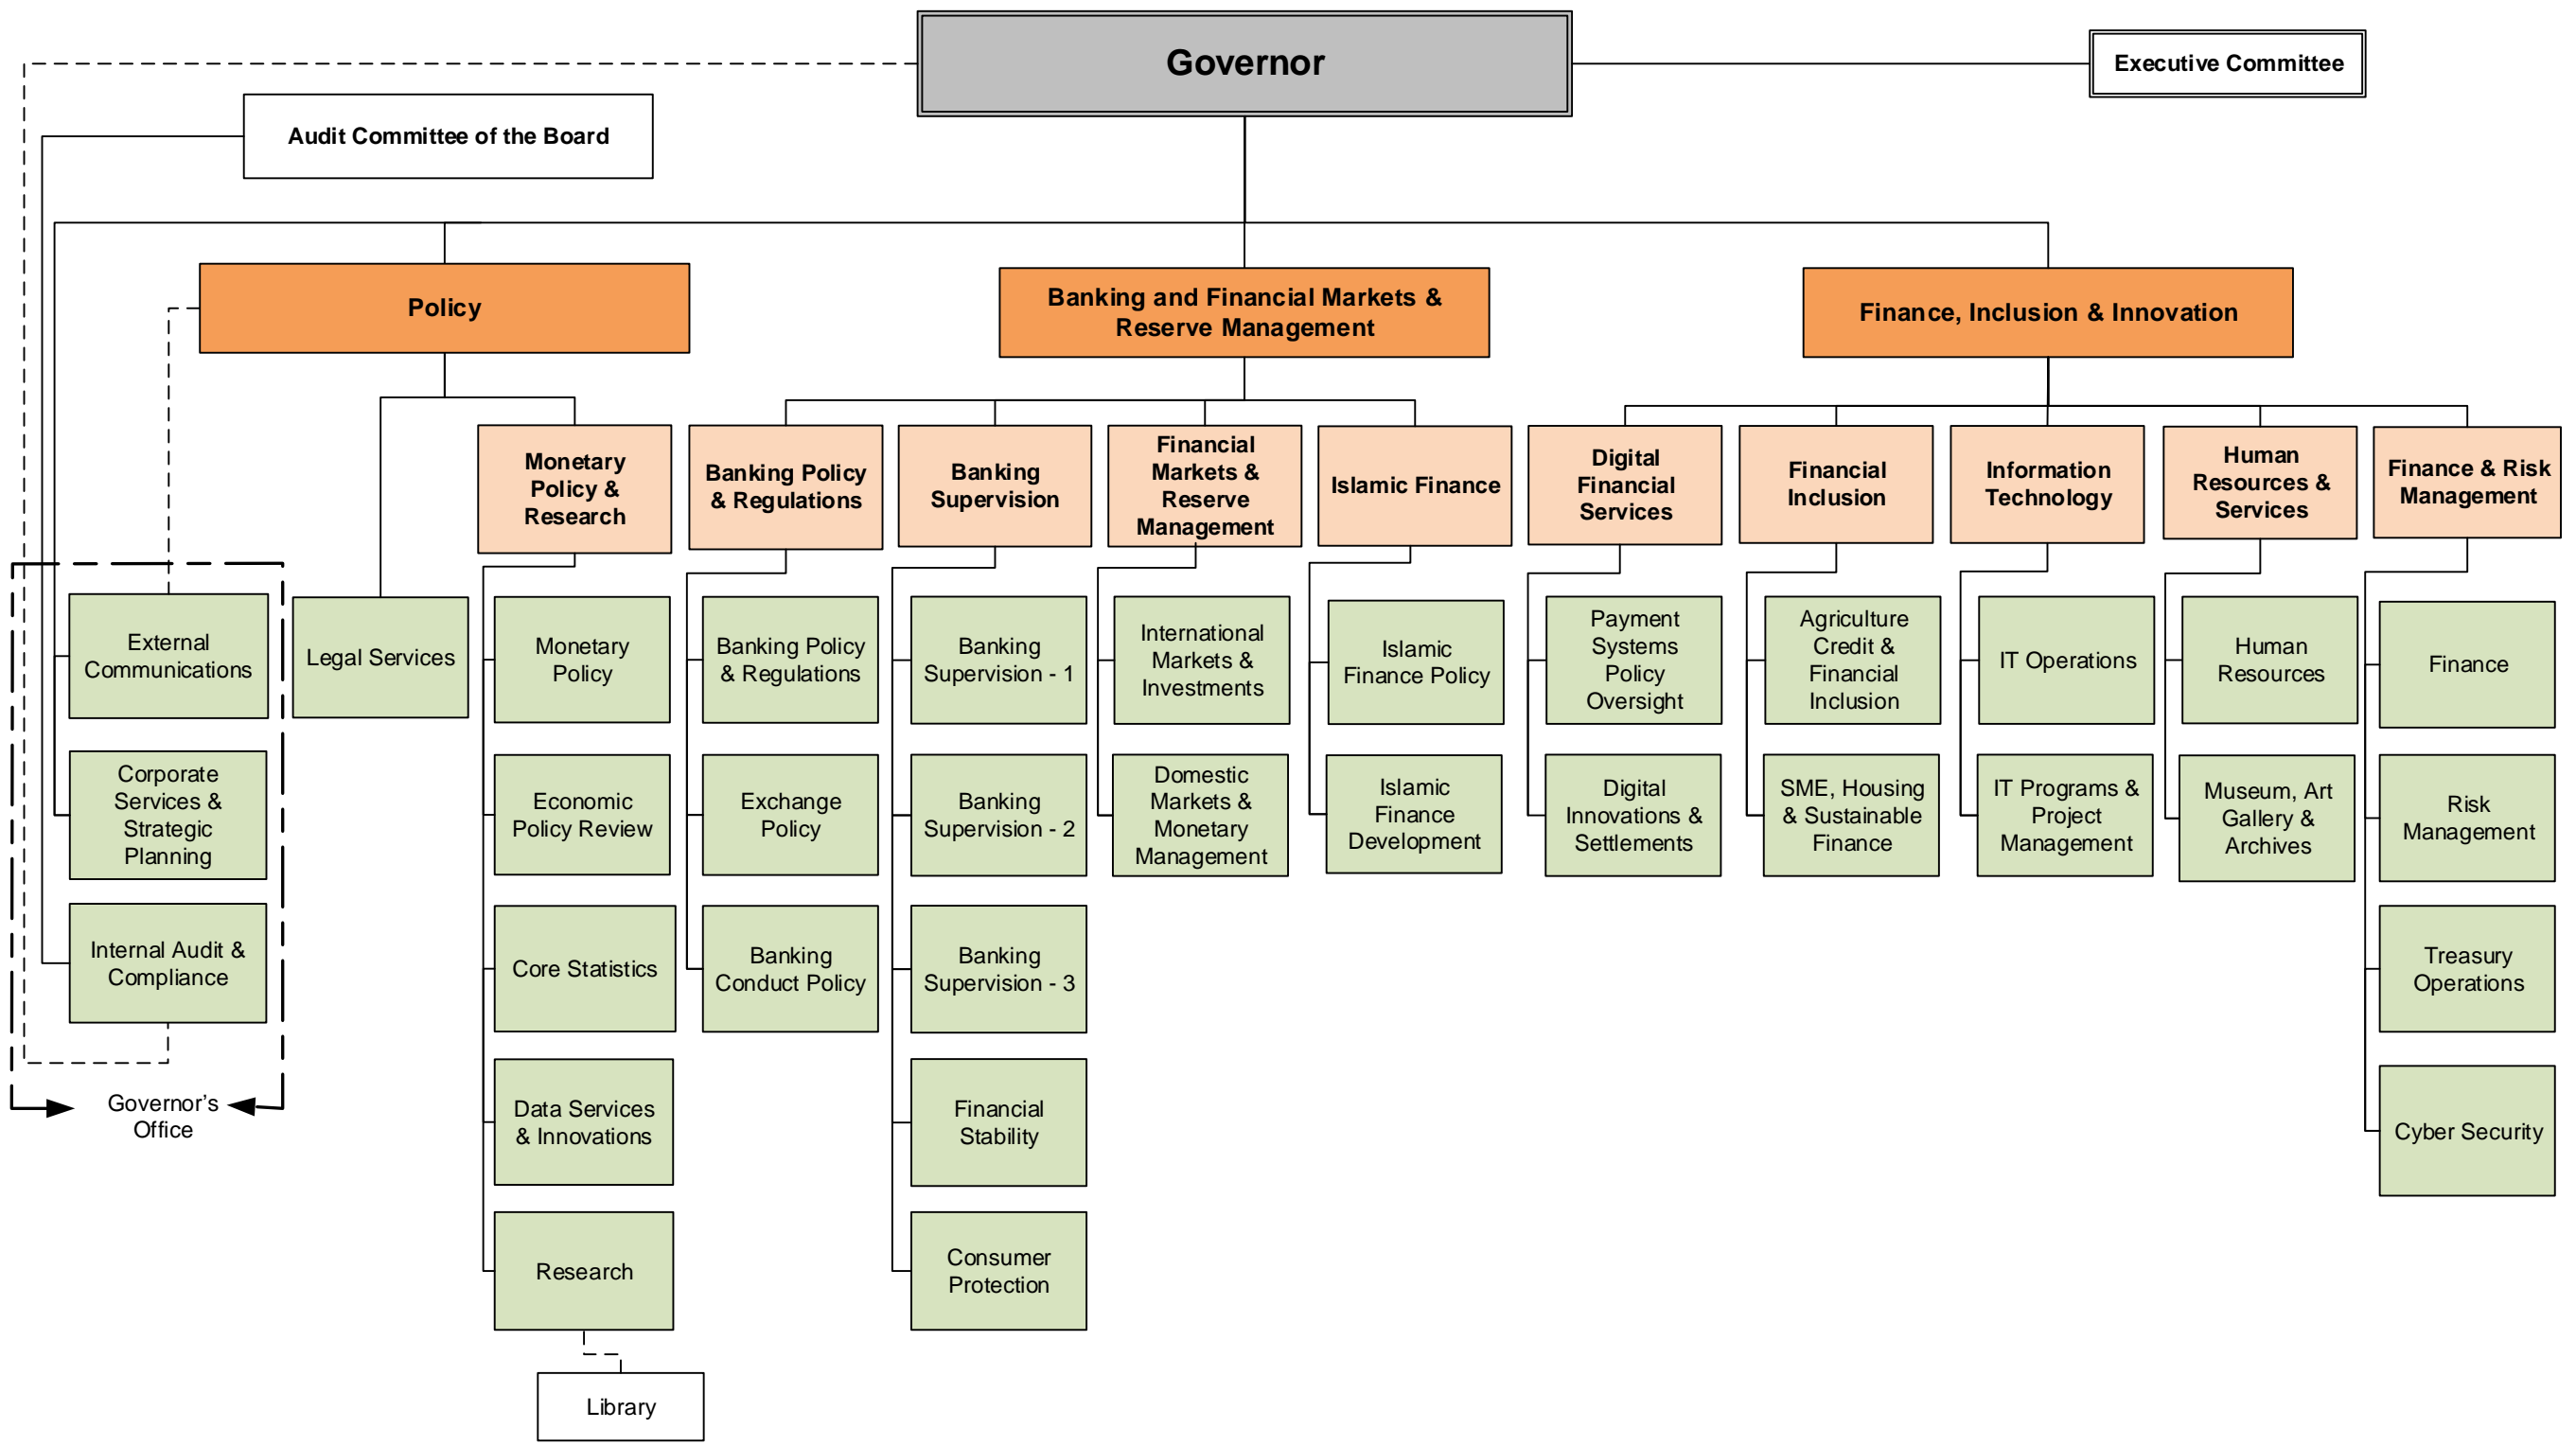 Governor
Executive Committee
Audit Committee of the Board
Policy
Banking and Financial Markets &
Reserve Management
Finance, Inclusion & Innovation
Monetary
Policy &
Research
Banking Policy
& Regulations
Banking
Supervision
Financial
Markets &
Reserve
Management
Islamic Finance
Digital
Financial
Services
Financial
Inclusion
Information
Technology
Human
Resources &
Services
Finance & Risk
Management
External
Communications
Legal Services
Monetary
Policy
Banking Policy
& Regulations
Banking
Supervision - 1
International
Markets &
Investments
Islamic
Finance Policy
Payment
Systems
Policy
Oversight
Agriculture
Credit &
Financial
Inclusion
IT Operations
Human
Resources
Finance
Corporate
Services &
Strategic
Planning
Economic
Policy Review
Exchange
Policy
Banking
Supervision - 2
Domestic
Markets &
Monetary
Management
Islamic
Finance
Development
Digital
Innovations &
Settlements
SME, Housing
& Sustainable
Finance
IT Programs &
Project
Management
Museum, Art
Gallery &
Archives
Risk
Management
Internal Audit &
Compliance
Core Statistics
Banking
Conduct Policy
Banking
Supervision - 3
Treasury
Operations
Governor’s
Office
Data Services
& Innovations
Financial
Stability
Cyber Security
Research
Consumer
Protection
Library